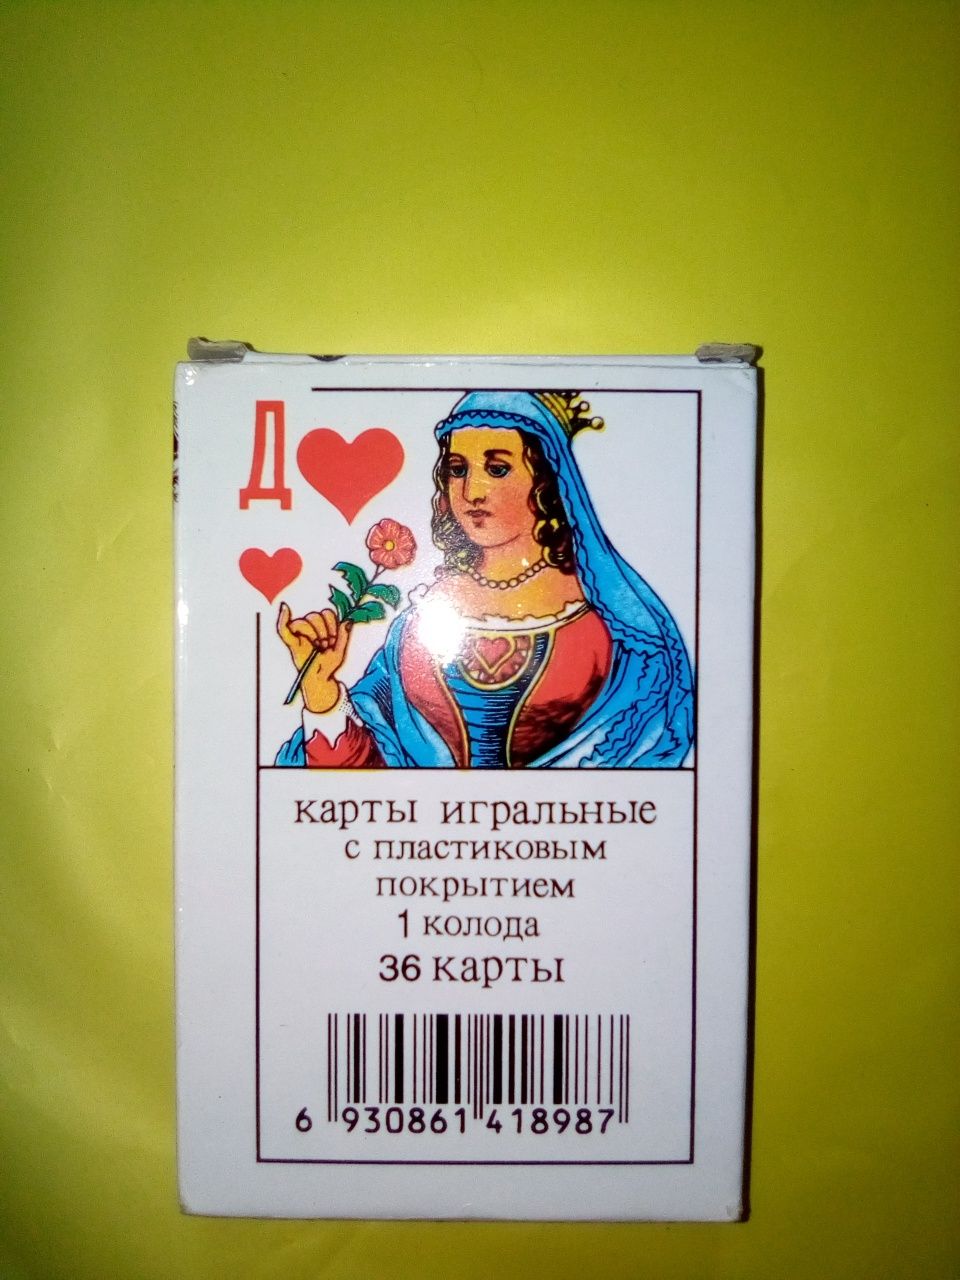 Д
карты игральные
с пластиковым
покрытием
1 колода
36 карты
6 930861 418987